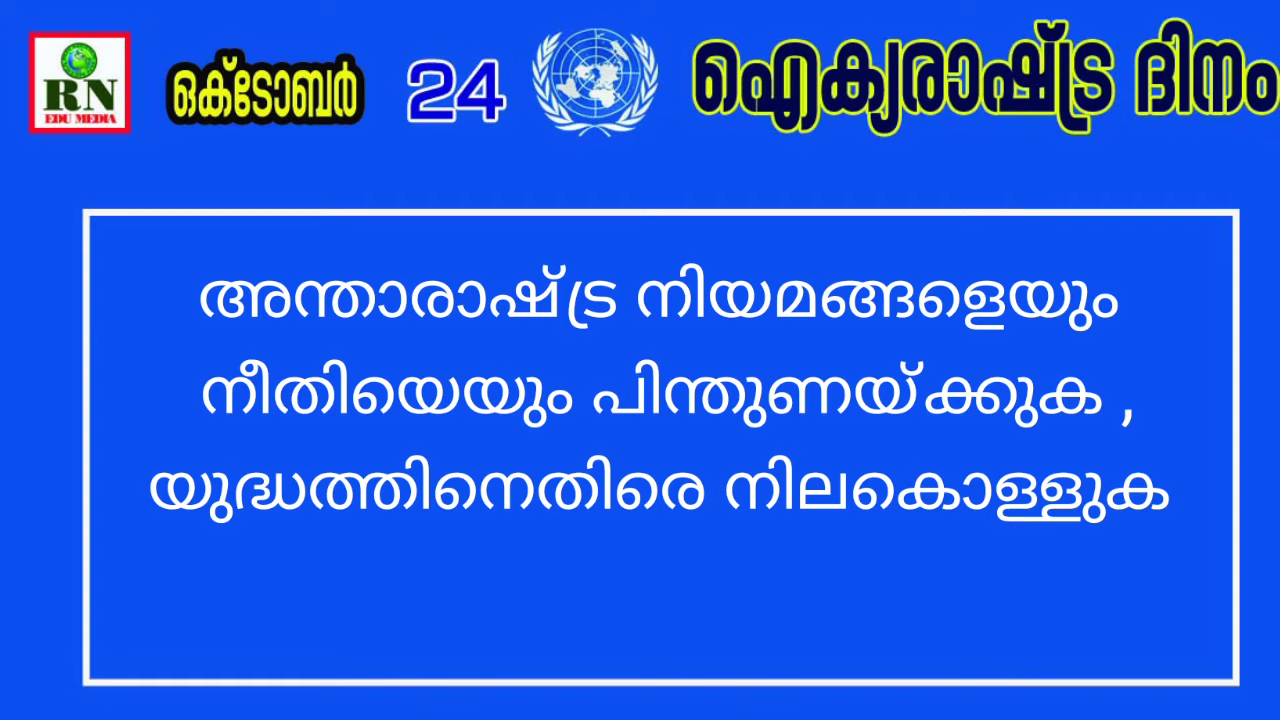 RN
EDU MEDIA
ഒക്ടോബർ 24 ഐക്യരാഷ്ട്ര ദിനം
അന്താരാഷ്ട്ര നിയമങ്ങളെയും
നീതിയെയും പിന്തുണയ്ക്കുക ,
യുദ്ധത്തിനെതിരെ നിലകൊള്ളുക